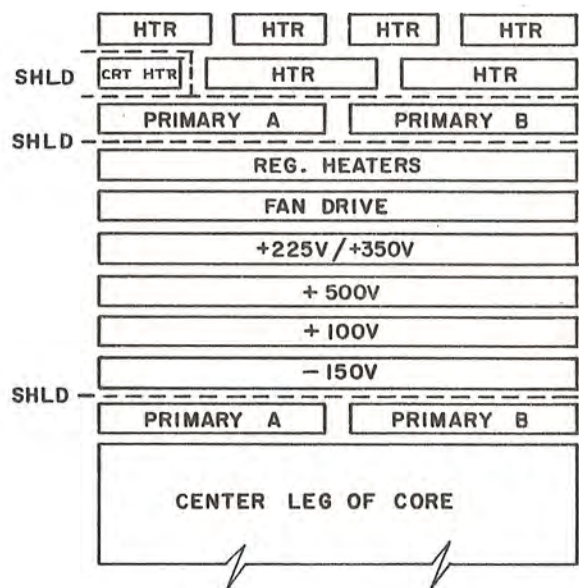 HTR HTR HTR HTR
SHLD CRT HTR HTR HTR
PRIMARY A PRIMARY B
SHLD
REG. HEATERS
FAN DRIVE
+225V/+350V
+500V
+100V
-150V
SHLD
PRIMARY A PRIMARY B
CENTER LEG OF CORE